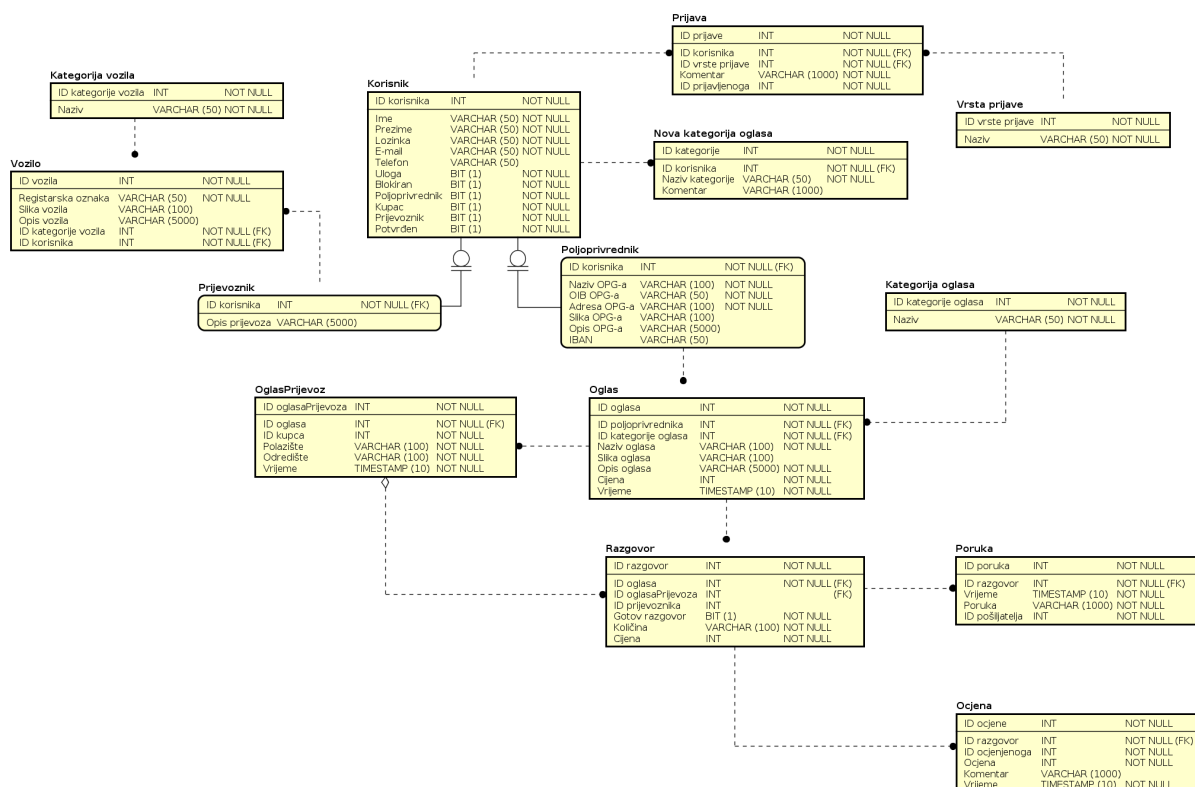 Prijava
ID prijave INT NOT NULL
ID korisnika INT NOT NULL (FK)
ID vrste prijave INT NOT NULL (FK)
Komentar VARCHAR (1000) NOT NULL
ID prijavljenoga INT NOT NULL
Kategorija vozila
ID kategorije vozila INT NOT NULL
Naziv VARCHAR (50) NOT NULL
Korisnik
ID korisnika INT NOT NULL
Ime VARCHAR (50) NOT NULL
Prezime VARCHAR (50) NOT NULL
Lozinka VARCHAR (50) NOT NULL
E-mail VARCHAR (50) NOT NULL
Telefon VARCHAR (50)
Uloga BIT (1) NOT NULL
Blokiran BIT (1) NOT NULL
Poljoprivrednik BIT (1) NOT NULL
Kupac BIT (1) NOT NULL
Prijevoznik BIT (1) NOT NULL
Potvrđen BIT (1) NOT NULL
Vrsta prijave
ID vrste prijave INT NOT NULL
Naziv VARCHAR (50) NOT NULL
Nova kategorija oglasa
ID kategorije INT NOT NULL
ID korisnika INT NOT NULL (FK)
Naziv kategorije VARCHAR (50) NOT NULL
Komentar VARCHAR (1000)
Vozilo
ID vozila INT NOT NULL
Registarska oznaka VARCHAR (50) NOT NULL
Slika vozila VARCHAR (100)
Opis vozila VARCHAR (5000)
ID kategorije vozila INT NOT NULL (FK)
ID korisnika INT NOT NULL (FK)
Poljoprivrednik
ID korisnika INT NOT NULL (FK)
Naziv OPG-a VARCHAR (100) NOT NULL
OIB OPG-a VARCHAR (50) NOT NULL
Adresa OPG-a VARCHAR (100) NOT NULL
Slika OPG-a VARCHAR (100)
Opis OPG-a VARCHAR (5000)
IBAN VARCHAR (50)
Prijevoznik
ID korisnika INT NOT NULL (FK)
Opis prijevoza VARCHAR (5000)
Kategorija oglasa
ID kategorije oglasa INT NOT NULL
Naziv VARCHAR (50) NOT NULL
OglasPrijevoz
ID oglasaPrijevoza INT NOT NULL
ID oglasa INT NOT NULL (FK)
ID kupca INT NOT NULL
Polazište VARCHAR (100) NOT NULL
Odredište VARCHAR (100) NOT NULL
Vrijeme TIMESTAMP (10) NOT NULL
Oglas
ID oglasa INT NOT NULL
ID poljoprivrednika INT NOT NULL (FK)
ID kategorije oglasa INT NOT NULL (FK)
Naziv oglasa VARCHAR (100) NOT NULL
Slika oglasa VARCHAR (100)
Opis oglasa VARCHAR (5000) NOT NULL
Cijena INT NOT NULL
Vrijeme TIMESTAMP (10) NOT NULL
Razgovor
ID razgovor INT NOT NULL
ID oglasa INT NOT NULL (FK)
ID oglasaPrijevoza INT (FK)
ID prijevoznika INT
Gotov razgovor BIT (1) NOT NULL
Količina VARCHAR (100) NOT NULL
Cijena INT NOT NULL
Poruka
ID poruka INT NOT NULL
ID razgovor INT NOT NULL (FK)
Vrijeme TIMESTAMP (10) NOT NULL
Poruka VARCHAR (1000) NOT NULL
ID pošiljatelja INT NOT NULL
Ocjena
ID ocjene INT NOT NULL
ID razgovor INT NOT NULL (FK)
ID ocjenjenoga INT NOT NULL
Ocjena INT NOT NULL
Komentar VARCHAR (1000)
Vrijeme TIMESTAMP (10) NOT NULL